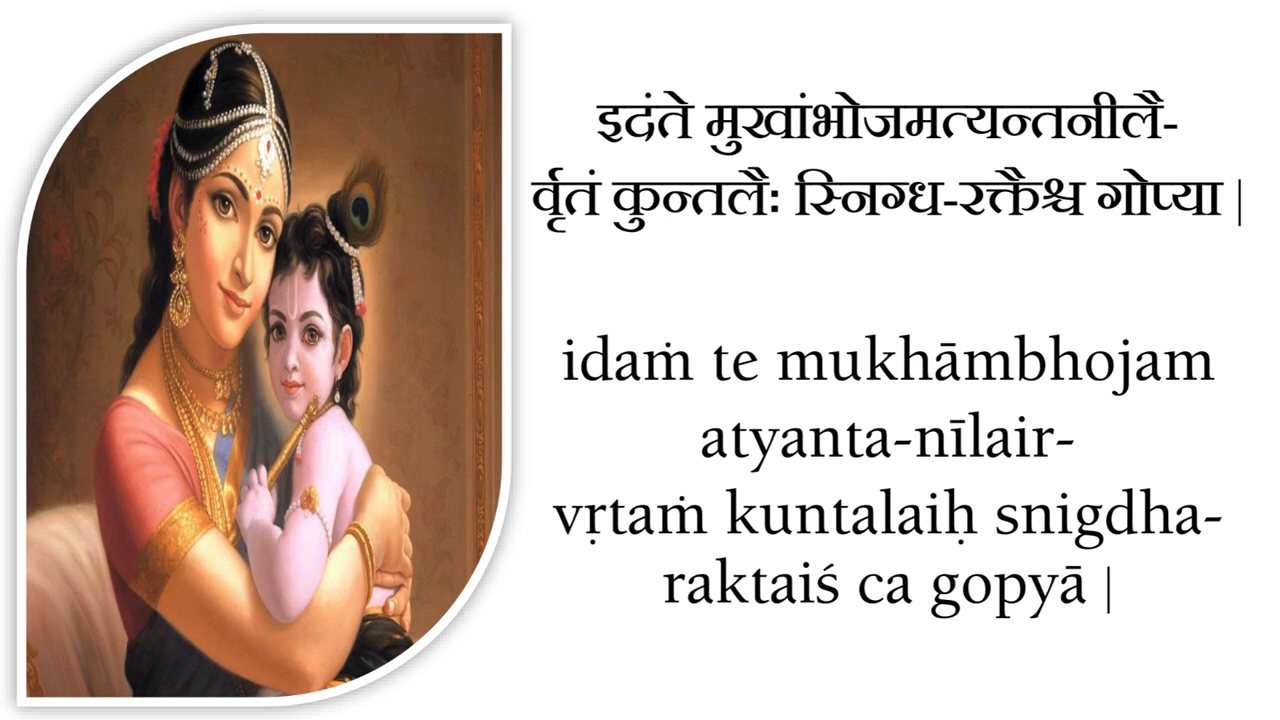 इदंते मुखांभोजमत्यन्तनीलै-
र्वृतं कुन्तलैः स्निग्ध-रक्तैश्च गोप्या |
idaṁ te mukhāmbhojam
atyanta-nīlair-
vṛtaṁ kuntalaiḥ snigdha-
raktaiś ca gopyā |